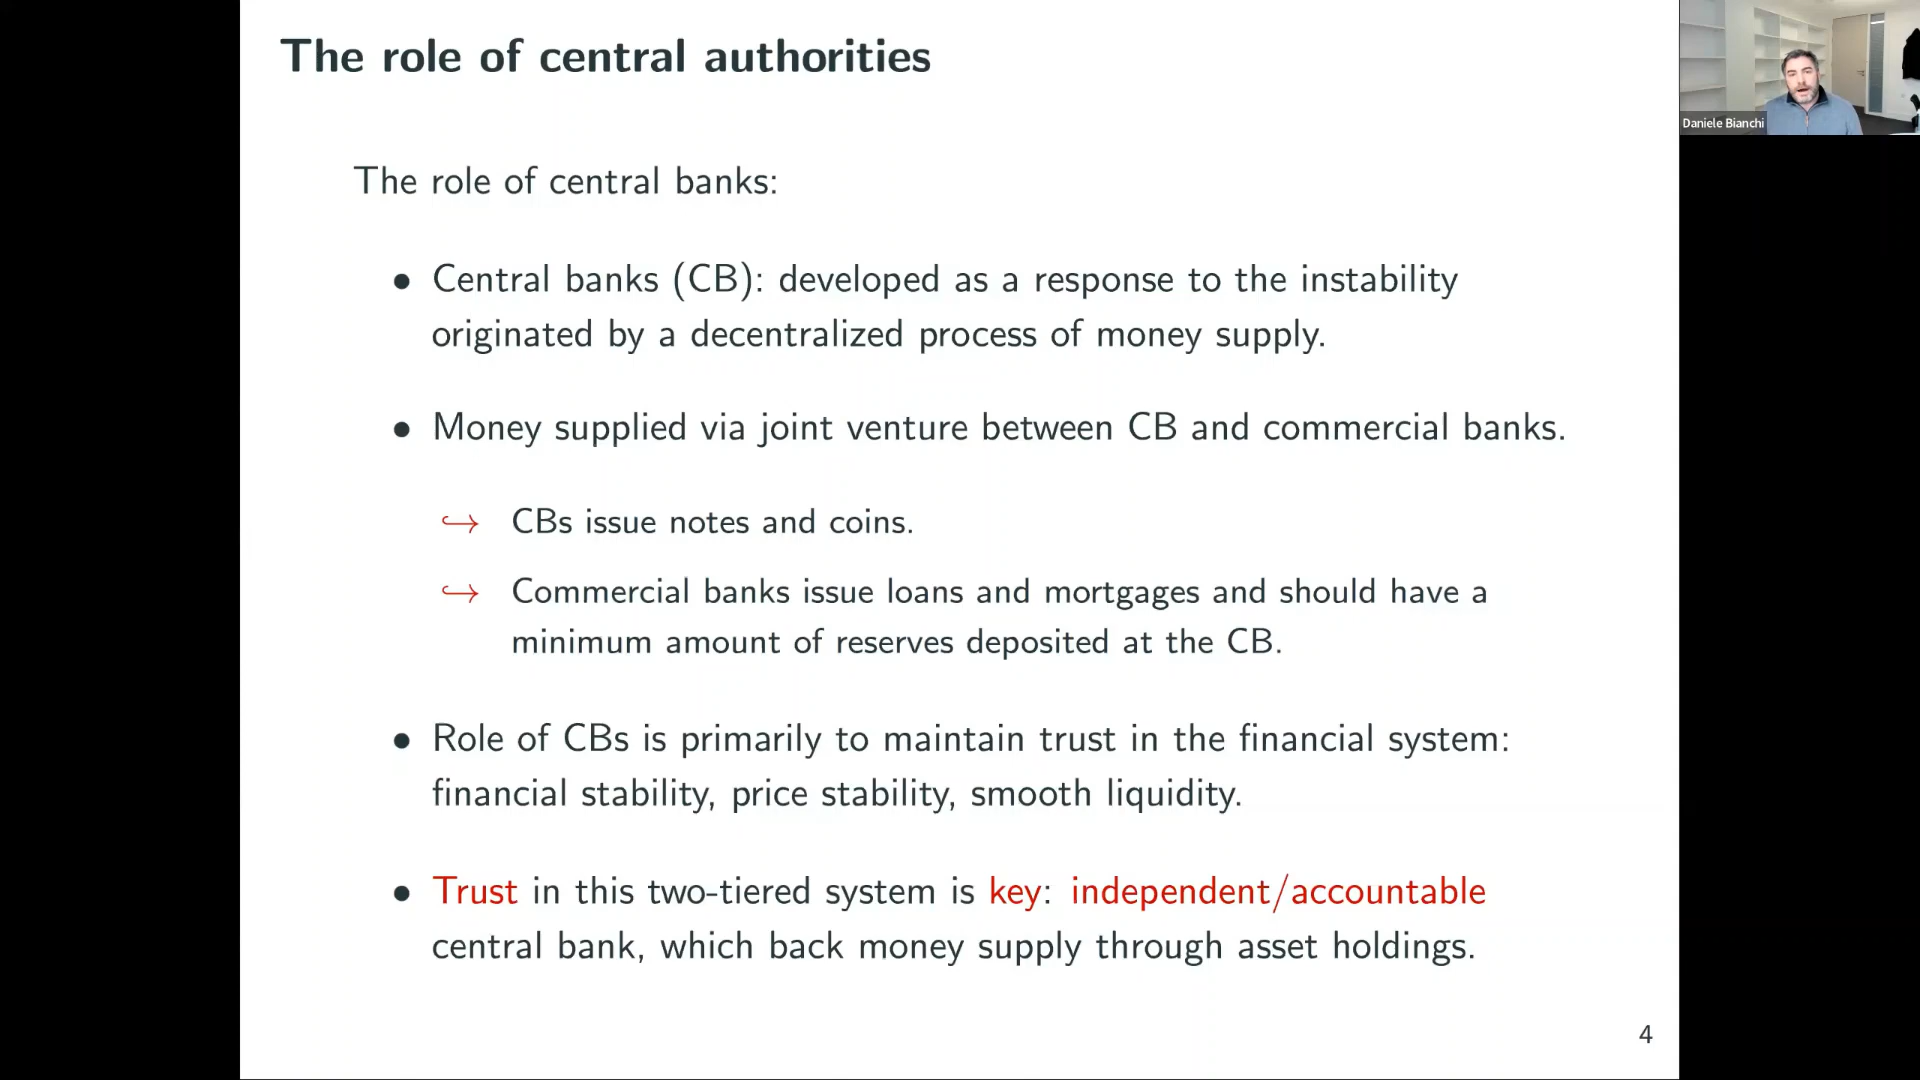 The role of central authorities
Daniele Bianchi
The role of central banks:
• Central banks (CB): developed as a response to the instability
originated by a decentralized process of money supply.
• Money supplied via joint venture between CB and commercial banks.
↪ CBs issue notes and coins.
↪ Commercial banks issue loans and mortgages and should have a
minimum amount of reserves deposited at the CB.
• Role of CBs is primarily to maintain trust in the financial system:
financial stability, price stability, smooth liquidity.
• Trust in this two-tiered system is key: independent/accountable
central bank, which back money supply through asset holdings.
4